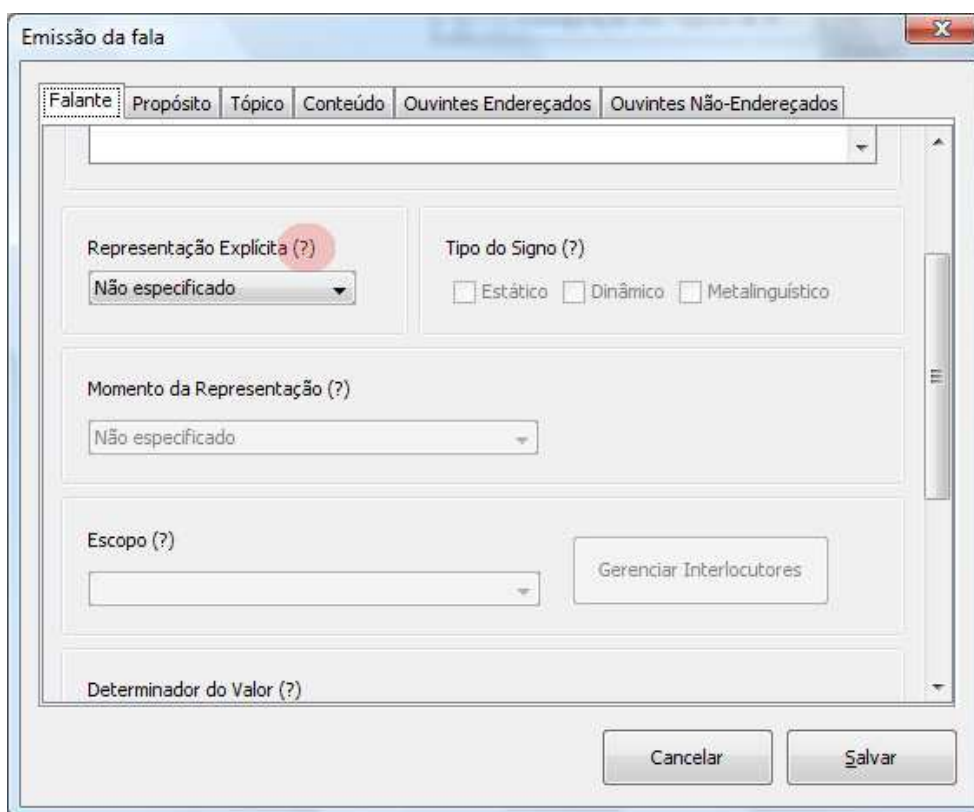 Emissão da fala
Falante Propósito Tópico Conteúdo Ouvintes Endereçados Ouvintes Não-Endereçados
Representação Explícita (?) Tipo do Signo (?)
Não especificado Estático Dinâmico Metalinguístico
Momento da Representação (?)
Não especificado
Escopo (?)
Gerenciar Interlocutores
Determinador do Valor (?)
Cancelar Salvar